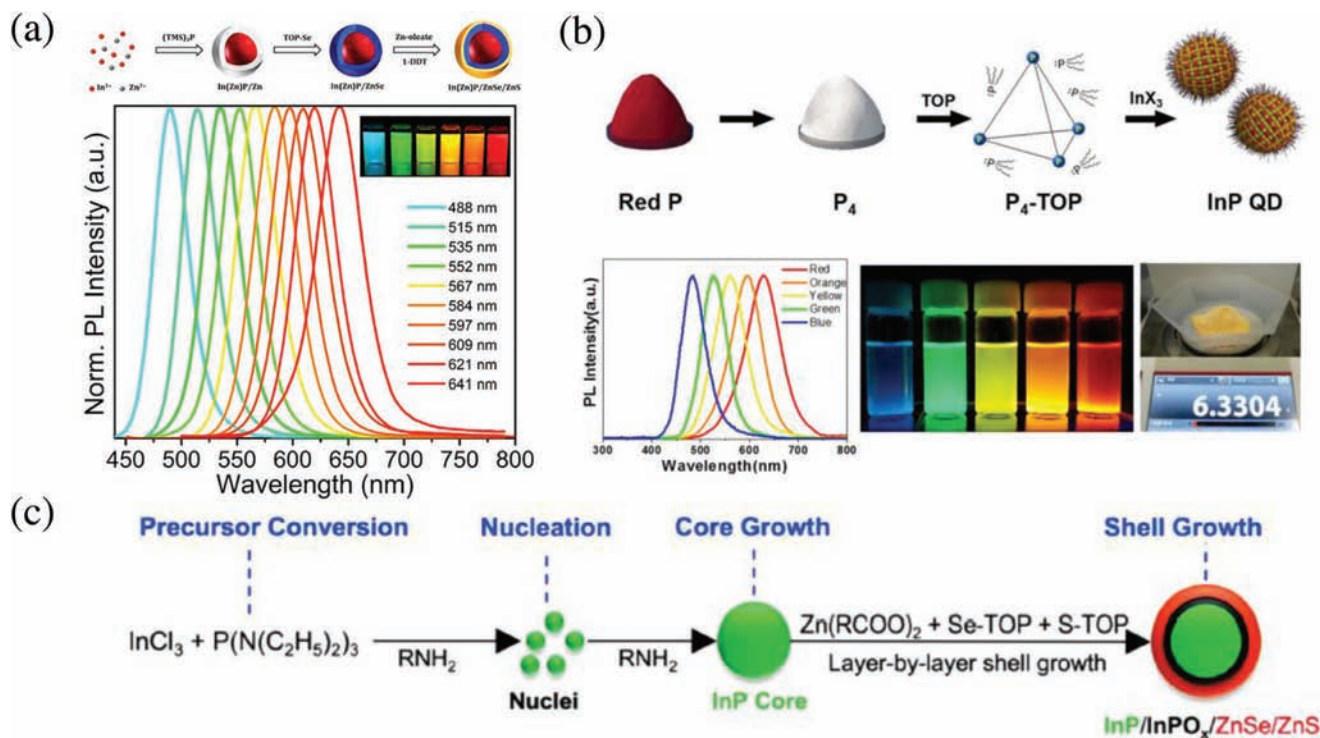 (a)
(TMS)₃P
TOP-Se
Zn-oleate
1-DDT
In³⁺
Zn²⁺
In(Zn)P/Zn
In(Zn)P/ZnSe
In(Zn)P/ZnSe/ZnS
Norm. PL Intensity (a.u.)
488 nm
515 nm
535 nm
552 nm
567 nm
584 nm
597 nm
609 nm
621 nm
641 nm
450 500 550 600 650 700 750 800
Wavelength (nm)
(b)
TOP
InX₃
P
P
P
P
:P
:P
:P
:P
Red P
P₄
P₄-TOP
InP QD
PL Intensity(a.u.)
Red
Orange
Yellow
Green
Blue
300 400 500 600 700 800
Wavelength(nm)
6.3304
(c)
Precursor Conversion
Nucleation
Core Growth
Shell Growth
InCl₃ + P(N(C₂H₅)₂)₃
RNH₂
Nuclei
RNH₂
InP Core
Zn(RCOO)₂ + Se-TOP + S-TOP
Layer-by-layer shell growth
InP/InPOₓ/ZnSe/ZnS